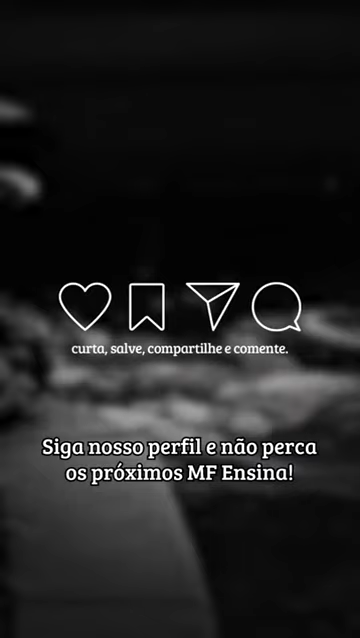 curta, salve, compartilhe e comente.
Siga nosso perfil e não perca
os próximos MF Ensina!